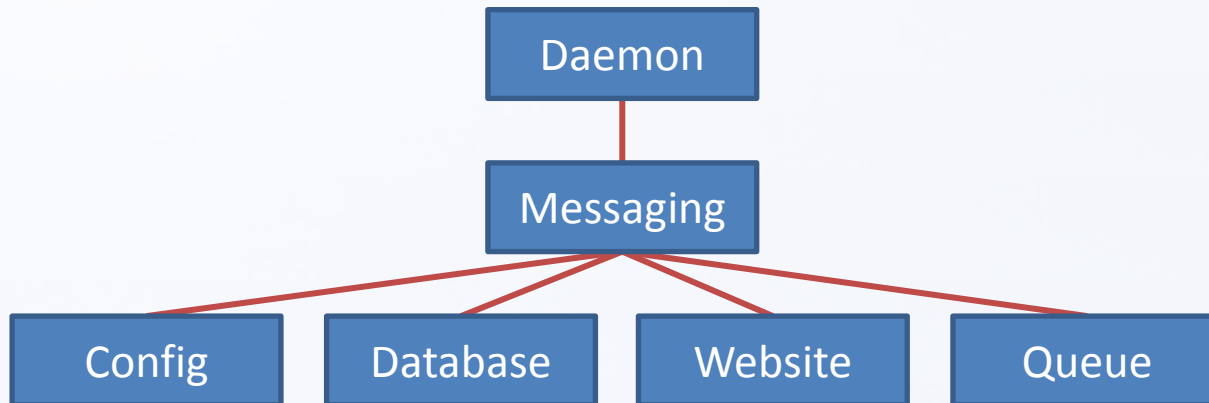 Daemon
Messaging
Config
Database
Website
Queue